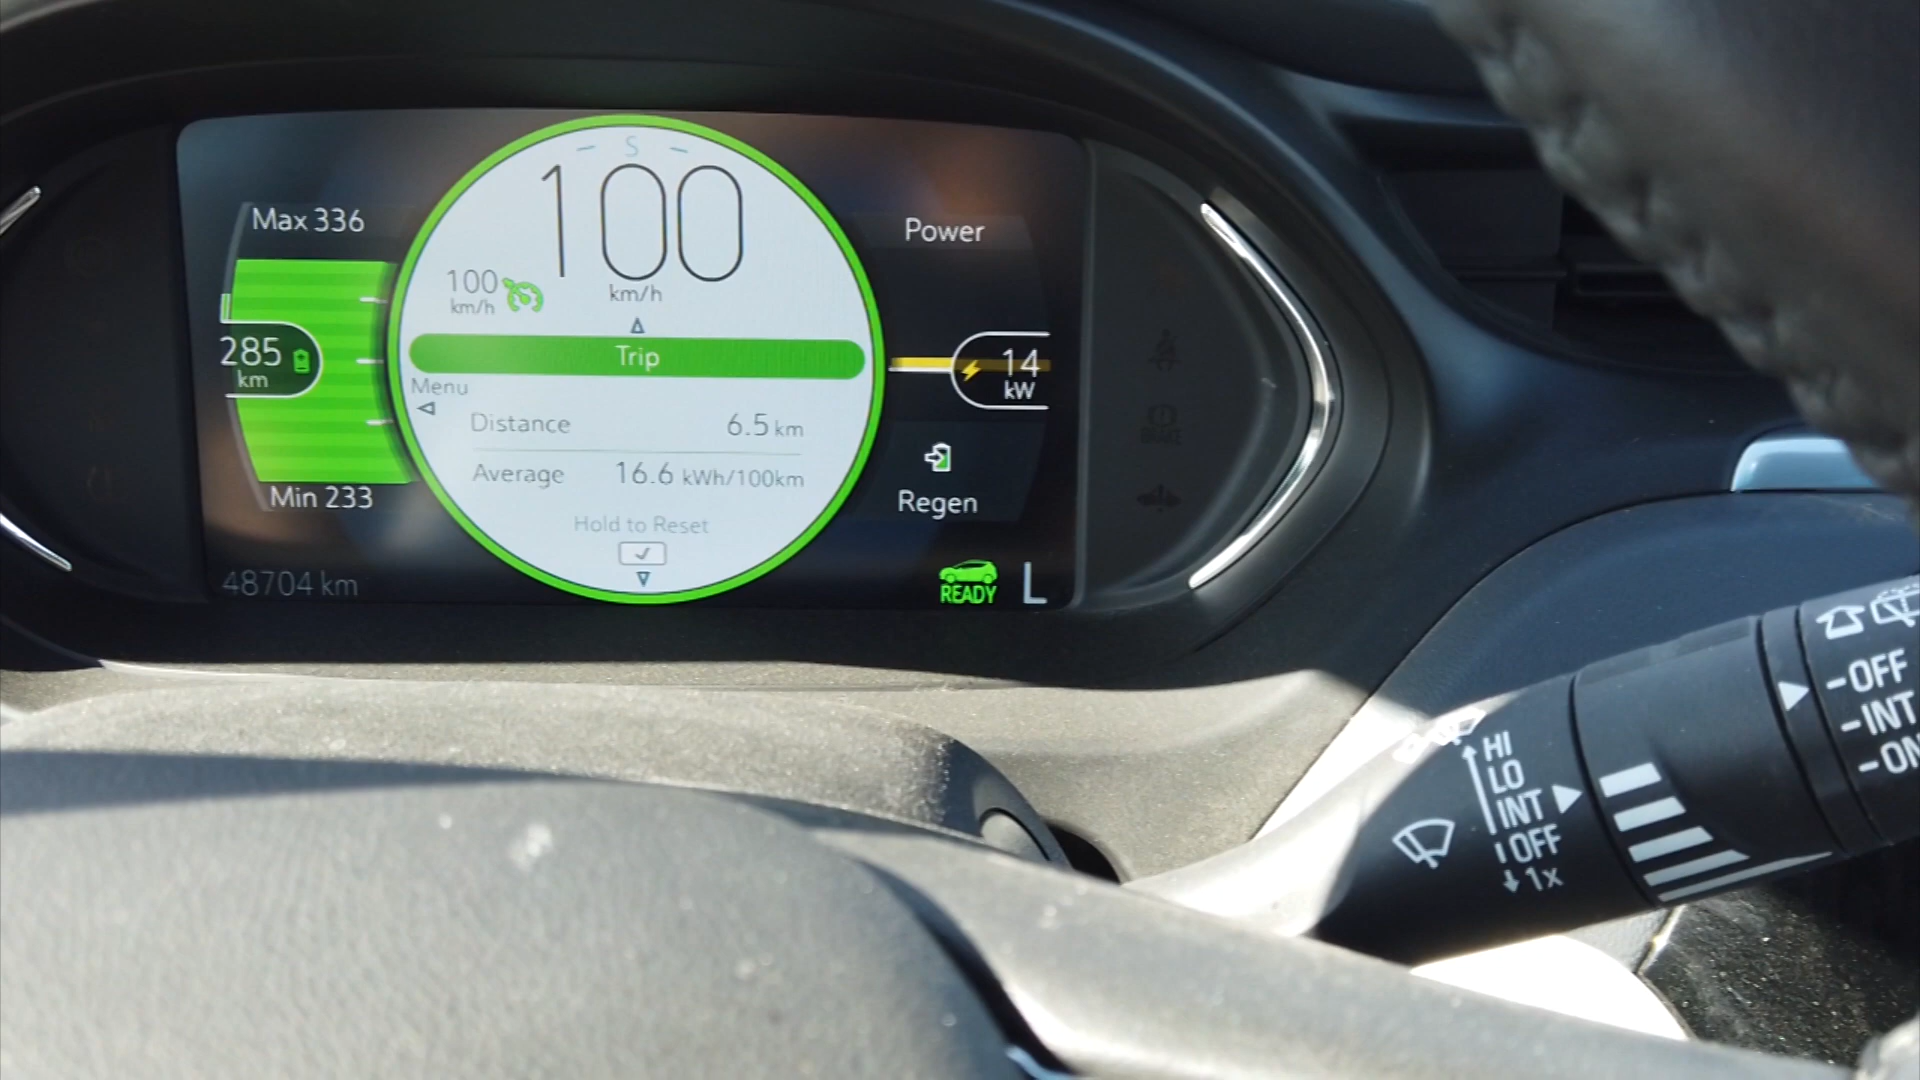 S
100
km/h
100
km/h
Max 336
285
km
Min 233
48704 km
Trip
Menu
Distance 6.5 km
Average 16.6 kWh/100km
Hold to Reset
Power
14
kW
Regen
READY L
HI
LO
INT
OFF
1x
OFF
INT